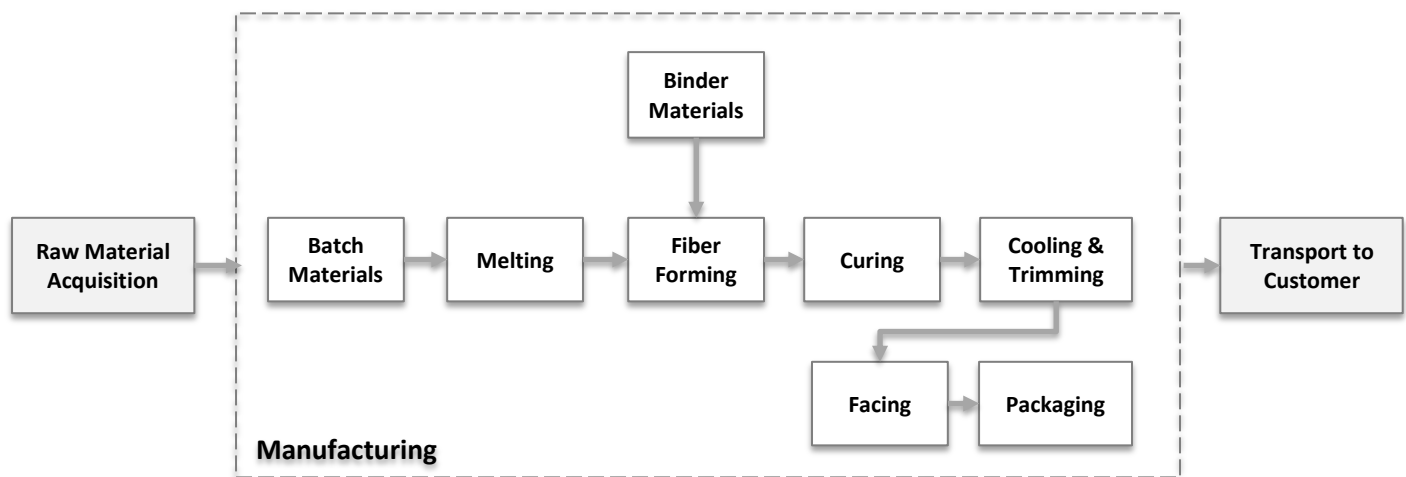 Binder
Materials
Raw Material
Acquisition
Batch
Materials
Melting
Fiber
Forming
Curing
Cooling &
Trimming
Transport to
Customer
Facing
Packaging
Manufacturing